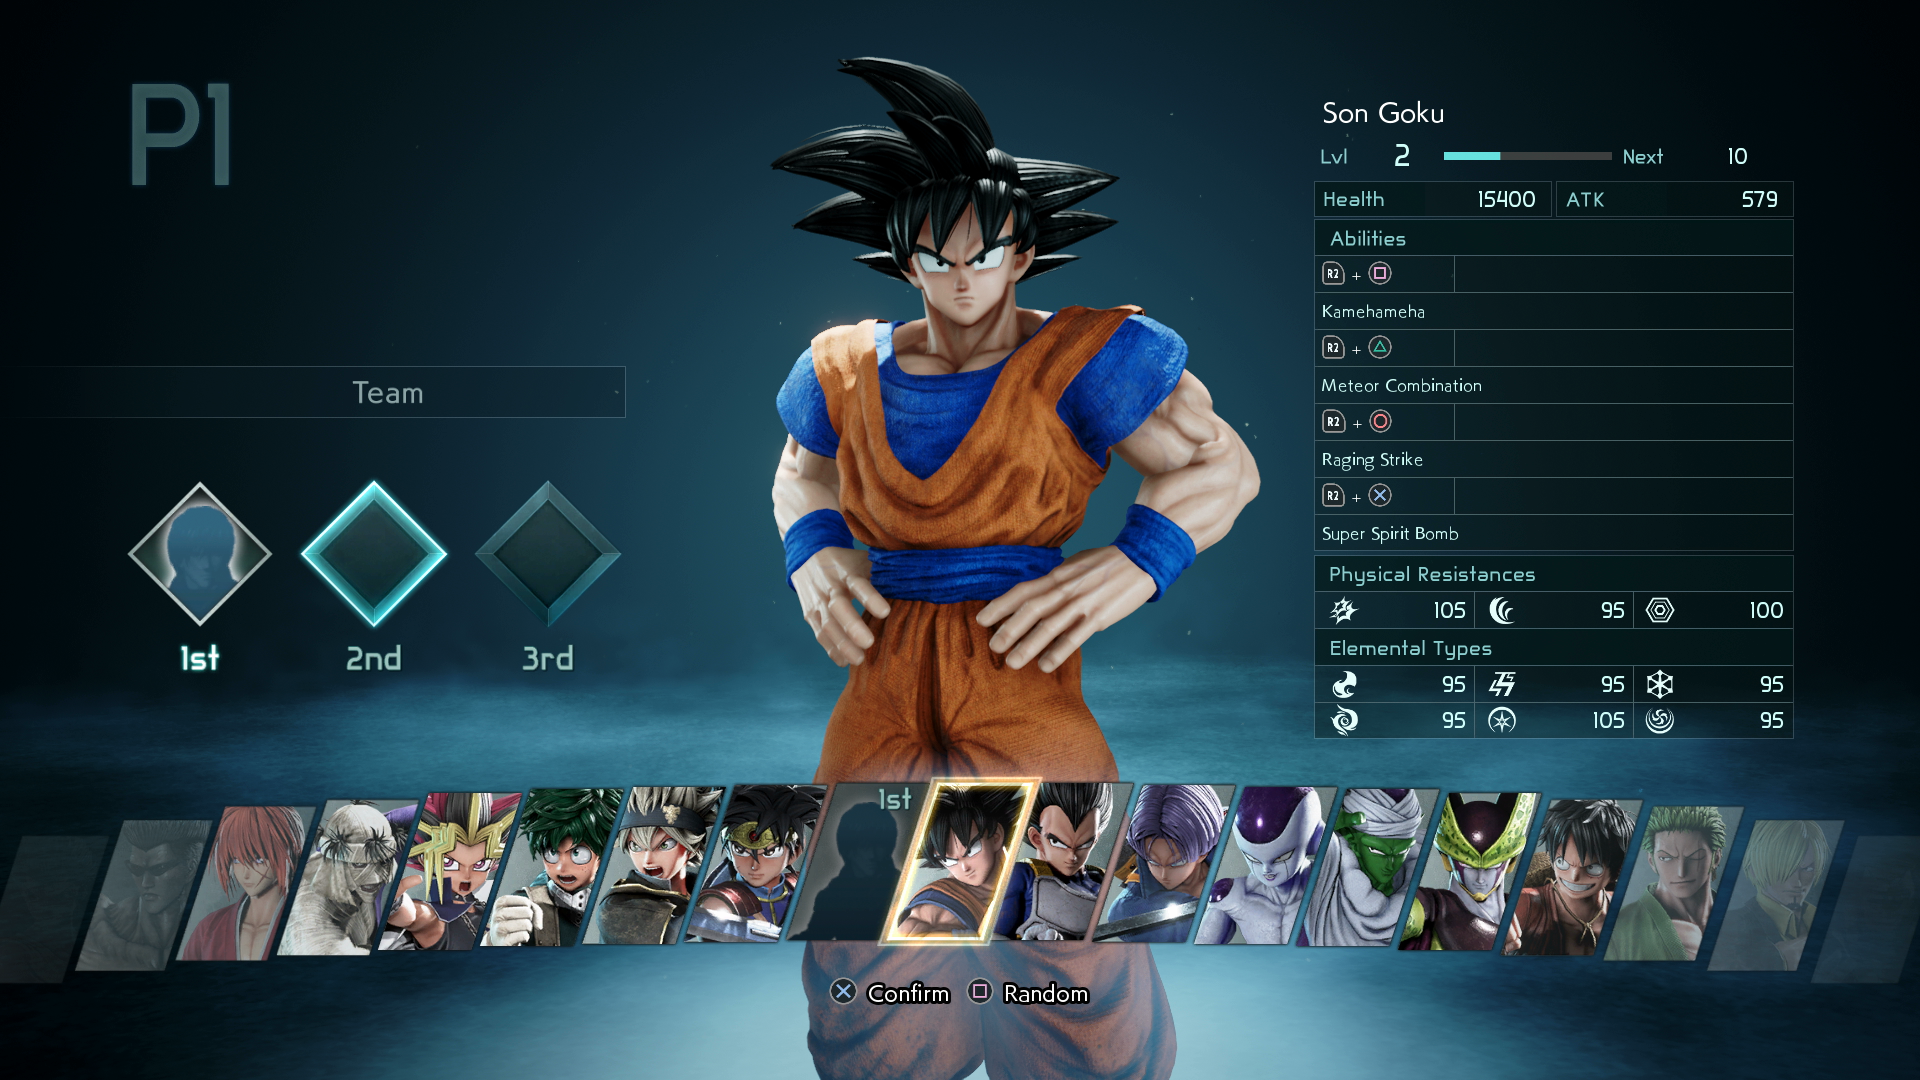 P1
Team
1st
2nd
3rd
Son Goku
Lvl 2 Next 10
Health 15400 ATK 579
Abilities
R2 +
Kamehameha
R2 +
Meteor Combination
R2 +
Raging Strike
R2 +
Super Spirit Bomb
Physical Resistances
105 95 100
Elemental Types
95 95 95
95 105 95
1st
Confirm Random